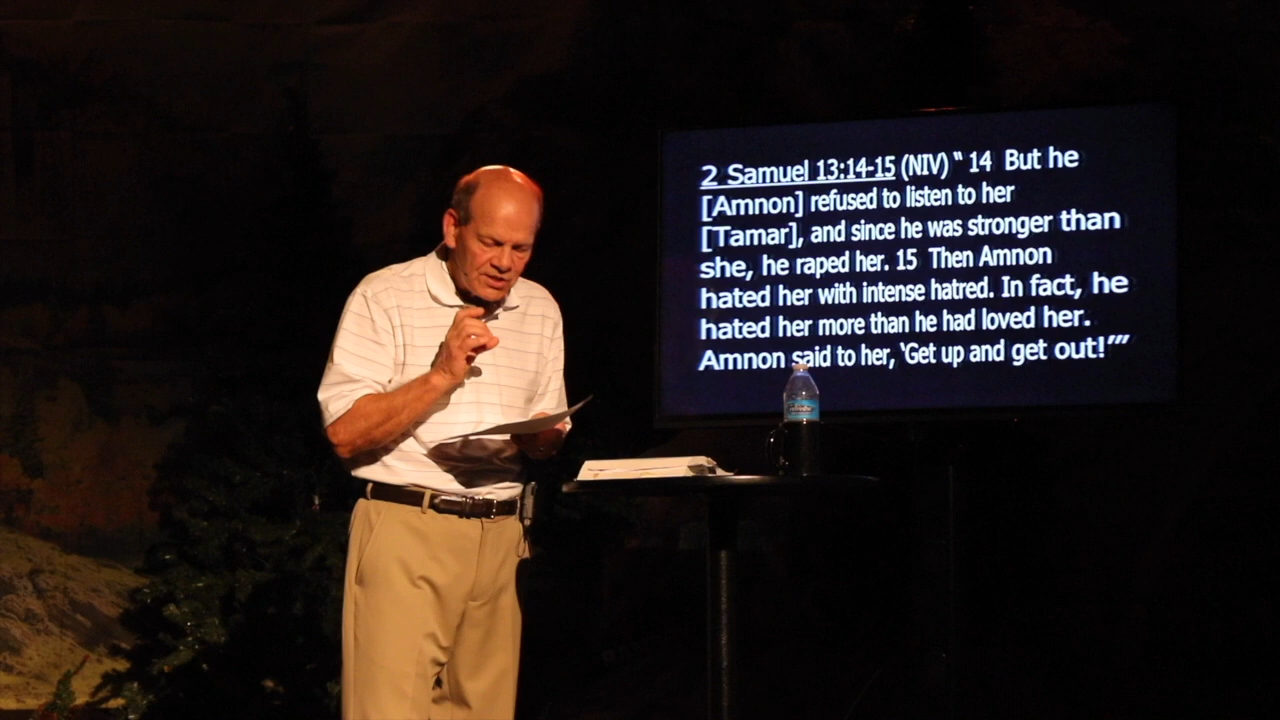 2 Samuel 13:14-15 (NIV) “ 14 But he
[Amnon] refused to listen to her
[Tamar], and since he was stronger than
she, he raped her. 15 Then Amnon
hated her with intense hatred. In fact, he
hated her more than he had loved her.
Amnon said to her, ‘Get up and get out!’”
refreshe